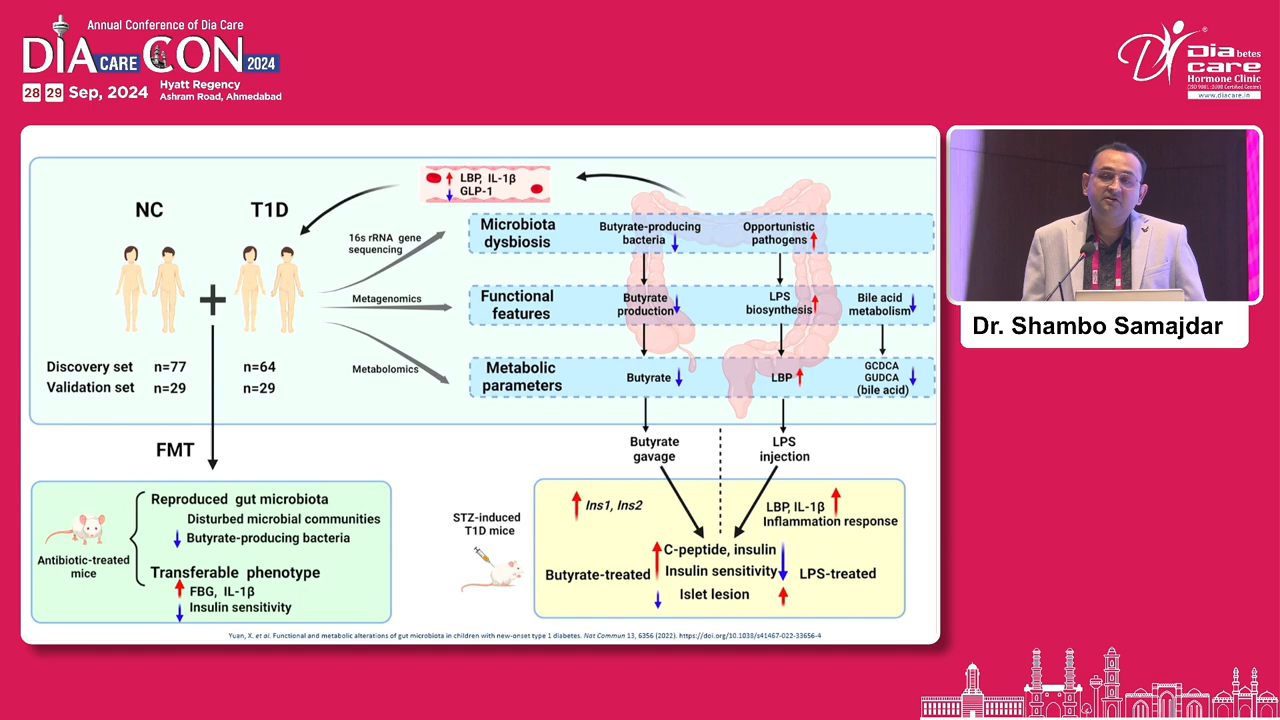 Annual Conference of Dia Care
DIA CARE CON 2024
28 29 Sep, 2024
Hyatt Regency
Ashram Road, Ahmedabad
Diabetes
care
Hormone Clinic
(ISO 9001:2008 Certified Centre)
www.diacare.in
LBP, IL-1β
GLP-1
NC
T1D
16s rRNA gene
sequencing
Metagenomics
Metabolomics
Discovery set n=77 n=64
Validation set n=29 n=29
Microbiota
dysbiosis
Butyrate-producing
bacteria
Opportunistic
pathogens
Functional
features
Butyrate
production
LPS
biosynthesis
Bile acid
metabolism
Metabolic
parameters
Butyrate
LBP
GCDCA
GUDCA
(bile acid)
FMT
Butyrate
gavage
LPS
injection
Antibiotic-treated
mice
Reproduced gut microbiota
Disturbed microbial communities
Butyrate-producing bacteria
Transferable phenotype
FBG, IL-1β
Insulin sensitivity
STZ-induced
T1D mice
Ins1, Ins2
LBP, IL-1β
Inflammation response
Butyrate-treated
C-peptide, insulin
Insulin sensitivity
Islet lesion
LPS-treated
Yuan, X. et al. Functional and metabolic alterations of gut microbiota in children with new-onset type 1 diabetes. Nat Commun 13, 6356 (2022). https://doi.org/10.1038/s41467-022-33656-4
Dr. Shambo Samajdar